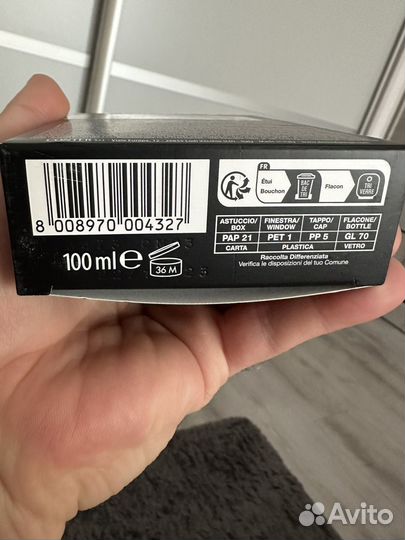 FR
Étui
Bouchon
BAC
DE
TRI
Flacon
TRI
VERRE
8 008970 004327
ASTUCCIO/
BOX
FINESTRA/
WINDOW
TAPPO/
CAP
FLACONE/
BOTTLE
PAP 21
PET 1
PP 5
GL 70
CARTA
PLASTICA
VETRO
Raccolta Differenziata
Verifica le disposizioni del tuo Comune
100 ml e
36 M
Avito